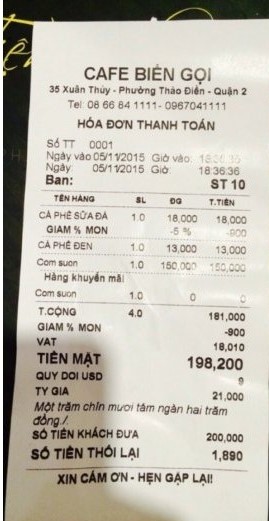 CAFE BIỂN GỌI
35 Xuân Thủy - Phường Thảo Điền - Quận 2
Tel: 08 66 84 1111- 0967041111
HÓA ĐƠN THANH TOÁN
Số TT 0001
Ngày vào 05/11/2015 Giờ vào: 18:36:35
Ngày: 05/11/2015 Giờ: 18:36:36
Ban: ST 10
TÊN HÀNG SL ĐG T.TIỀN
CÀ PHÊ SỮA ĐÁ 1.0 18,000 18,000
GIAM % MON -5 % -900
CÀ PHÊ ĐEN 1.0 13,000 13,000
Com suon 1.0 150,000 150,000
Hàng khuyến mãi
Com suon 1.0 0 0
T.CỘNG 4.0 181,000
GIAM % MON -900
VAT 18,010
TIỀN MẶT 198,200
QUY DOI USD 9
TY GIA 21,000
Một trăm chín mươi tám ngàn hai trăm
đồng /.
SỐ TIỀN KHÁCH ĐƯA 200,000
SỐ TIỀN THỐI LẠI 1,890
XIN CÁM ƠN - HẸN GẶP LẠI!